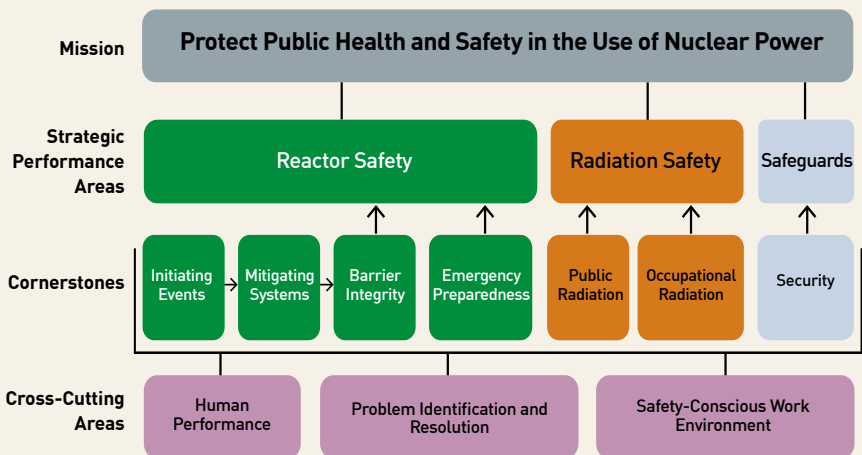 Mission
Protect Public Health and Safety in the Use of Nuclear Power
Strategic
Performance
Areas
Reactor Safety
Radiation Safety
Safeguards
Cornerstones
Initiating
Events
Mitigating
Systems
Barrier
Integrity
Emergency
Preparedness
Public
Radiation
Occupational
Radiation
Security
Cross-Cutting
Areas
Human
Performance
Problem Identification and
Resolution
Safety-Conscious Work
Environment